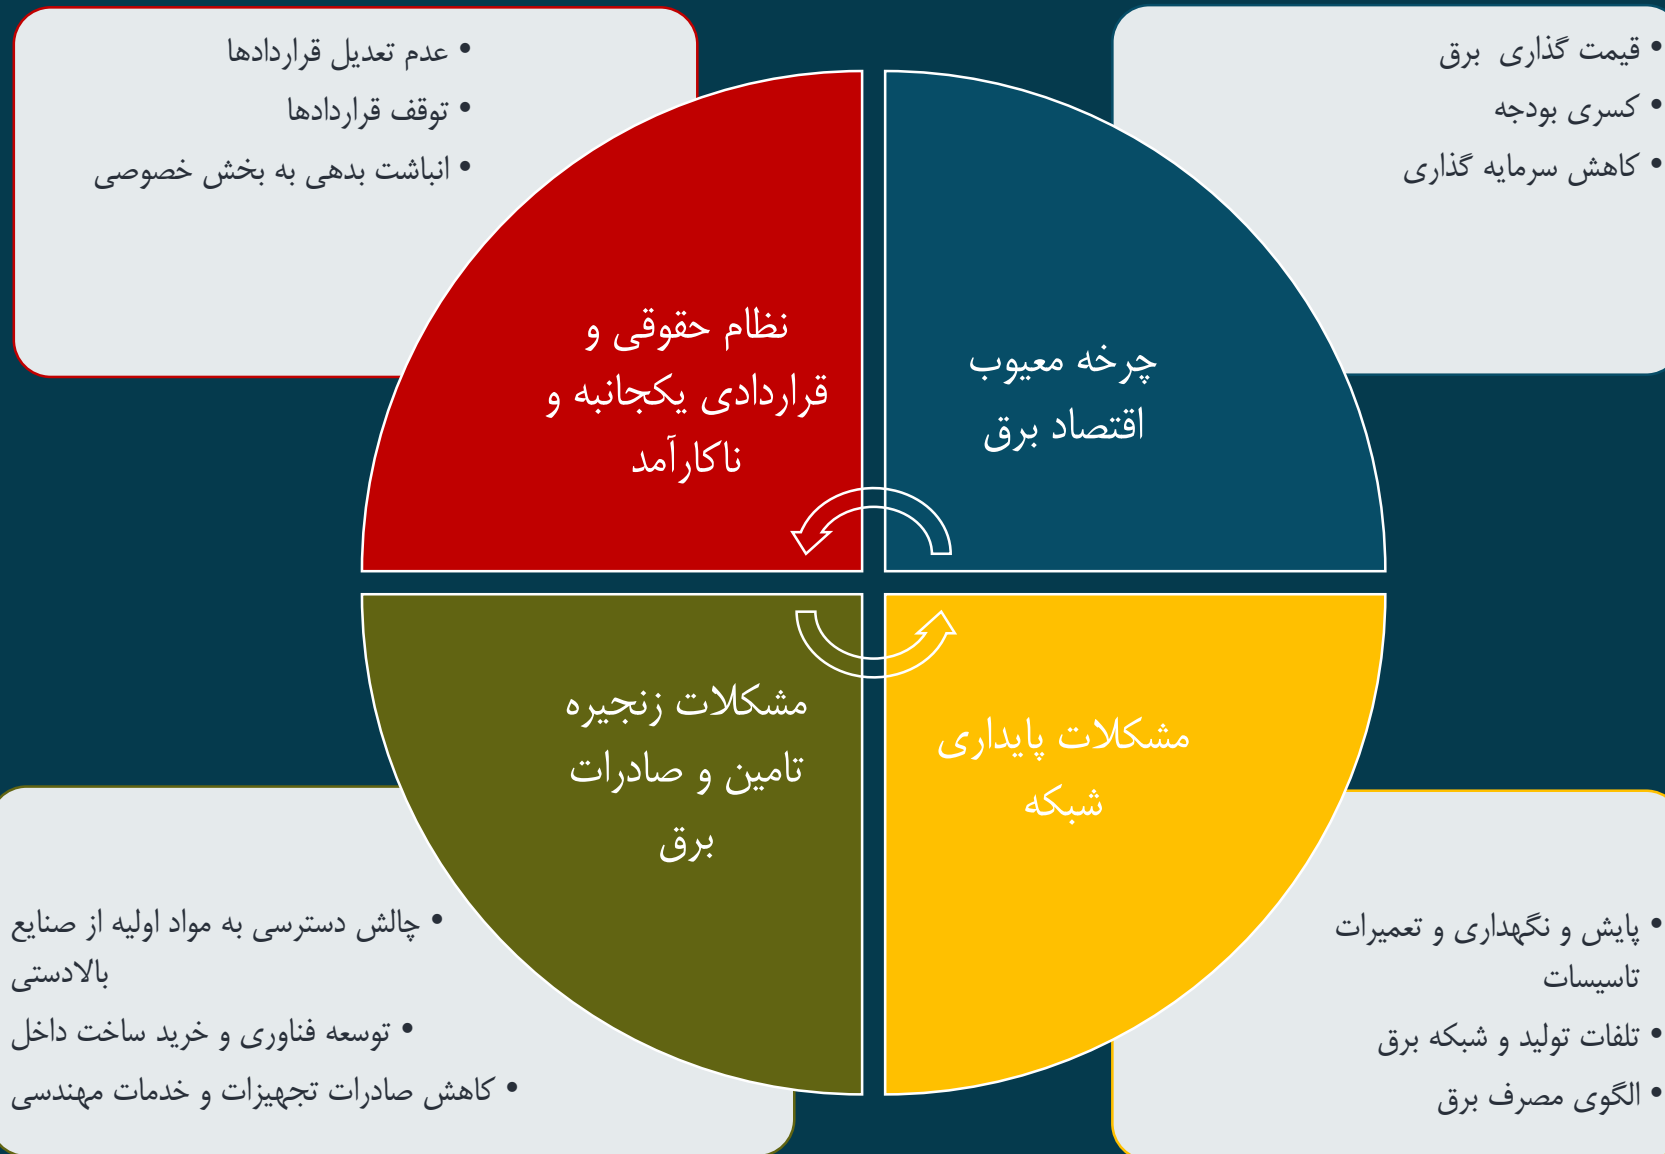 قیمت گذاری  برق
کسری بودجه
کاهش سرمایه گذاری
چرخه معیوب
اقتصاد برق
عدم تعدیل قراردادها
توقف قراردادها
انباشت بدهی به بخش خصوصی
نظام حقوقی و
قراردادی یکجانبه و
ناکارآمد
مشکلات پایداری
شبکه
پایش و نگهداری و تعمیرات
تاسیسات
تلفات تولید و شبکه برق
الگوی مصرف برق
مشکلات زنجیره
تامین و صادرات
برق
چالش دسترسی به مواد اولیه از صنایع
بالادستی
توسعه فناوری و خرید ساخت داخل
کاهش صادرات تجهیزات و خدمات مهندسی